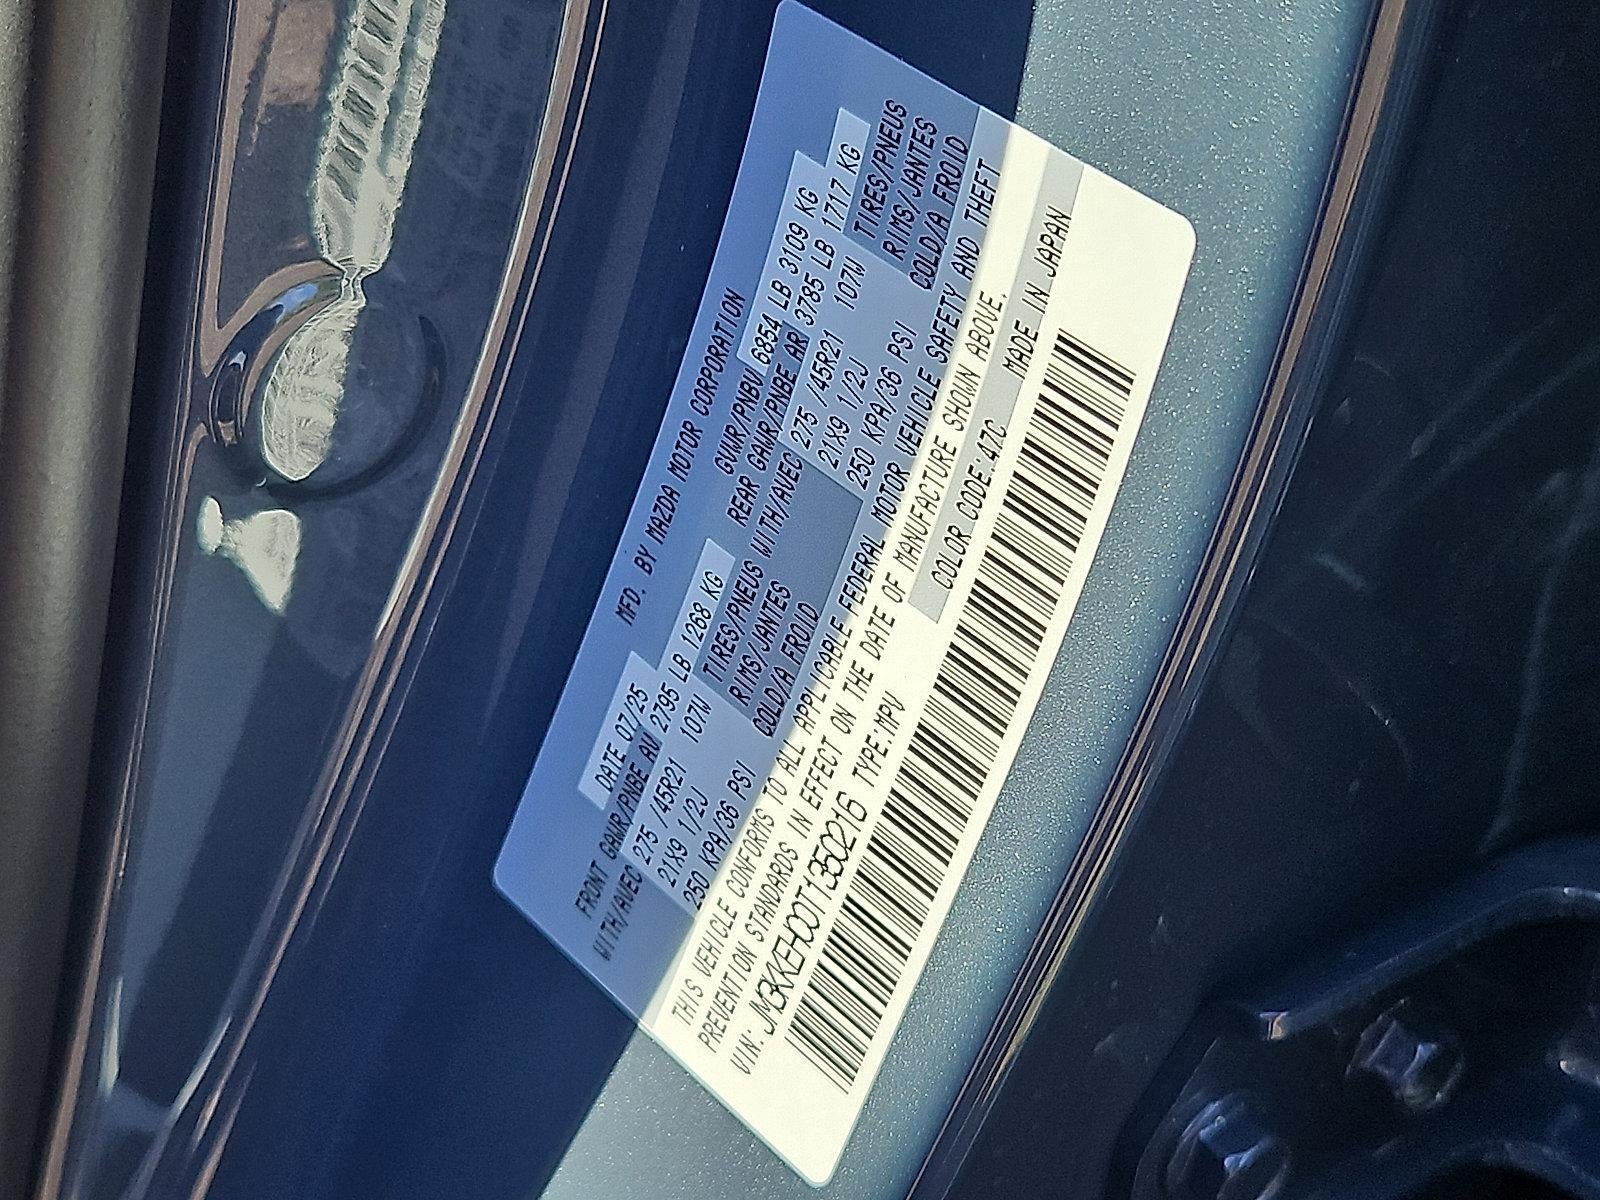 MFD. BY MAZDA MOTOR CORPORATION
DATE 07/25 GVWR/PNBV 6854 LB 3109 KG
FRONT GAWR/PNBE AV 2795 LB 1268 KG REAR GAWR/PNBE AR 3785 LB 1717 KG
WITH/AVEC 275 /45R21 107W TIRES/PNEUS WITH/AVEC 275 /45R21 107W TIRES/PNEUS
21X9 1/2J RIMS/JANTES 21X9 1/2J RIMS/JANTES
250 KPA/36 PSI COLD/A FROID 250 KPA/36 PSI COLD/A FROID
THIS VEHICLE CONFORMS TO ALL APPLICABLE FEDERAL MOTOR VEHICLE SAFETY AND THEFT
PREVENTION STANDARDS IN EFFECT ON THE DATE OF MANUFACTURE SHOWN ABOVE.
VIN: JM3KKEHC0T1350216 TYPE:MPV COLOR CODE:47C MADE IN JAPAN